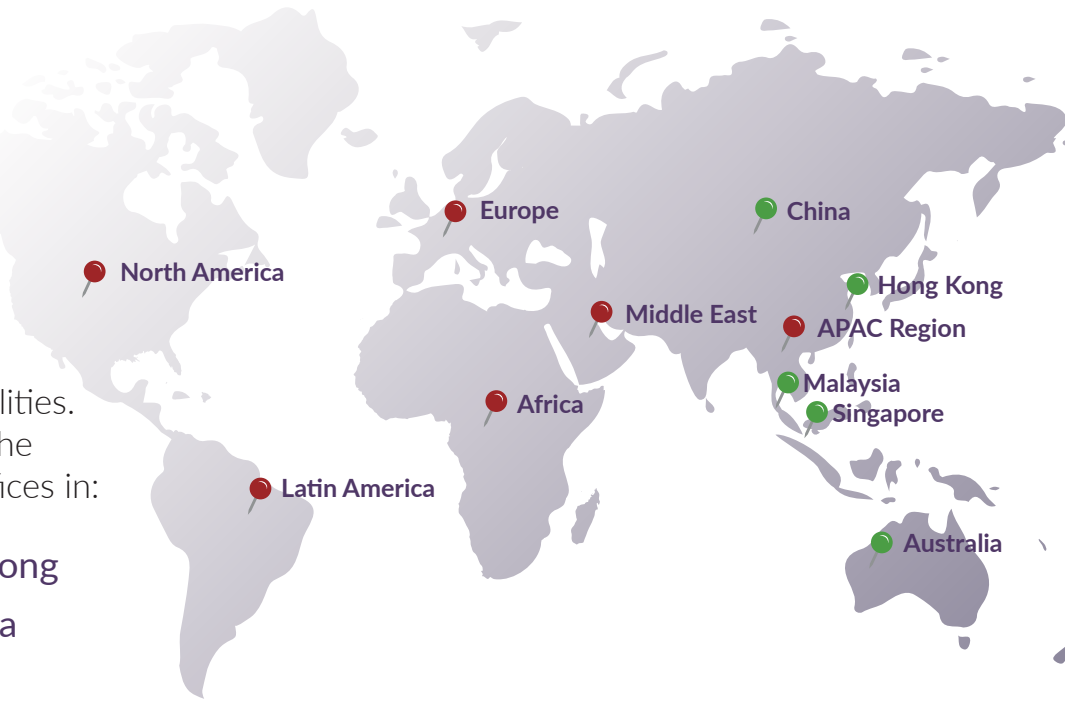 Europe
China
North America
Hong Kong
Middle East
APAC Region
Malaysia
lities.
Africa
Singapore
he
ices in:
Latin America
Australia
ong
a